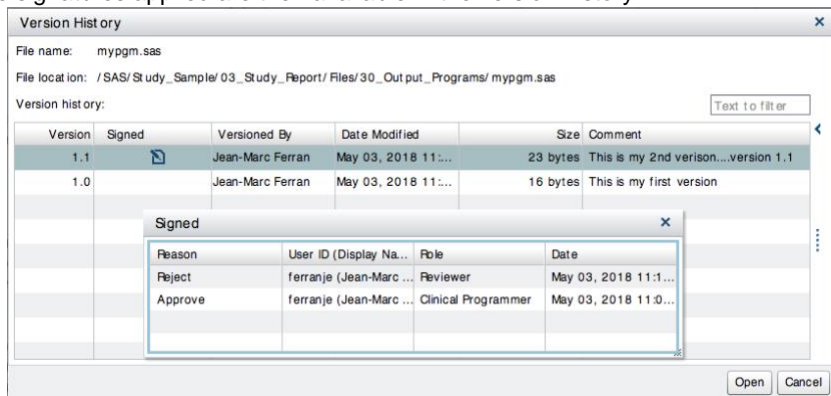 Version History
File name: mypgm.sas
File location: /SAS/Study_Sample/03_Study_Report/Files/30_Output_Programs/mypgm.sas
Version history:
Text to filter
Version Signed Versioned By Date Modified Size Comment
1.1 Jean-Marc Ferran May 03, 2018 11:... 23 bytes This is my 2nd verison....version 1.1
1.0 Jean-Marc Ferran May 03, 2018 11:... 16 bytes This is my first version
Signed
Reason User ID (Display Na... Role Date
Reject ferranje (Jean-Marc ... Reviewer May 03, 2018 11:1...
Approve ferranje (Jean-Marc ... Clinical Programmer May 03, 2018 11:0...
Open Cancel